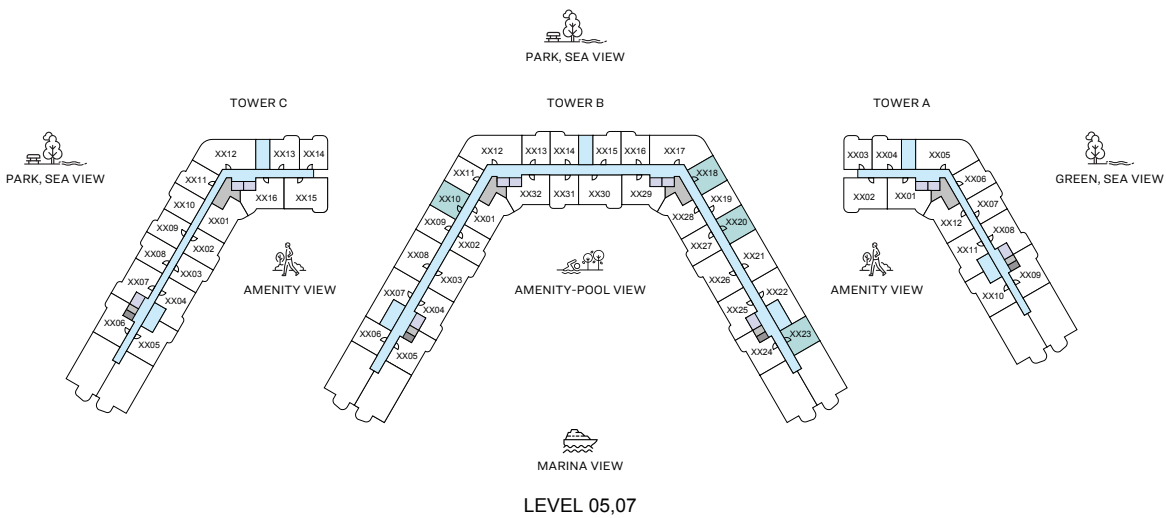 PARK, SEA VIEW
TOWER C
TOWER B
TOWER A
PARK, SEA VIEW
GREEN, SEA VIEW
XX12
XX13
XX14
XX11
XX10
XX09
XX08
XX07
XX06
XX05
XX04
XX03
XX02
XX01
XX16
XX15
XX12
XX13
XX14
XX15
XX16
XX17
XX11
XX10
XX09
XX08
XX07
XX06
XX05
XX04
XX03
XX02
XX01
XX32
XX31
XX30
XX29
XX28
XX27
XX26
XX25
XX24
XX18
XX19
XX20
XX21
XX22
XX23
XX03
XX04
XX05
XX02
XX01
XX12
XX11
XX10
XX06
XX07
XX08
XX09
AMENITY VIEW
AMENITY-POOL VIEW
AMENITY VIEW
MARINA VIEW
LEVEL 05,07